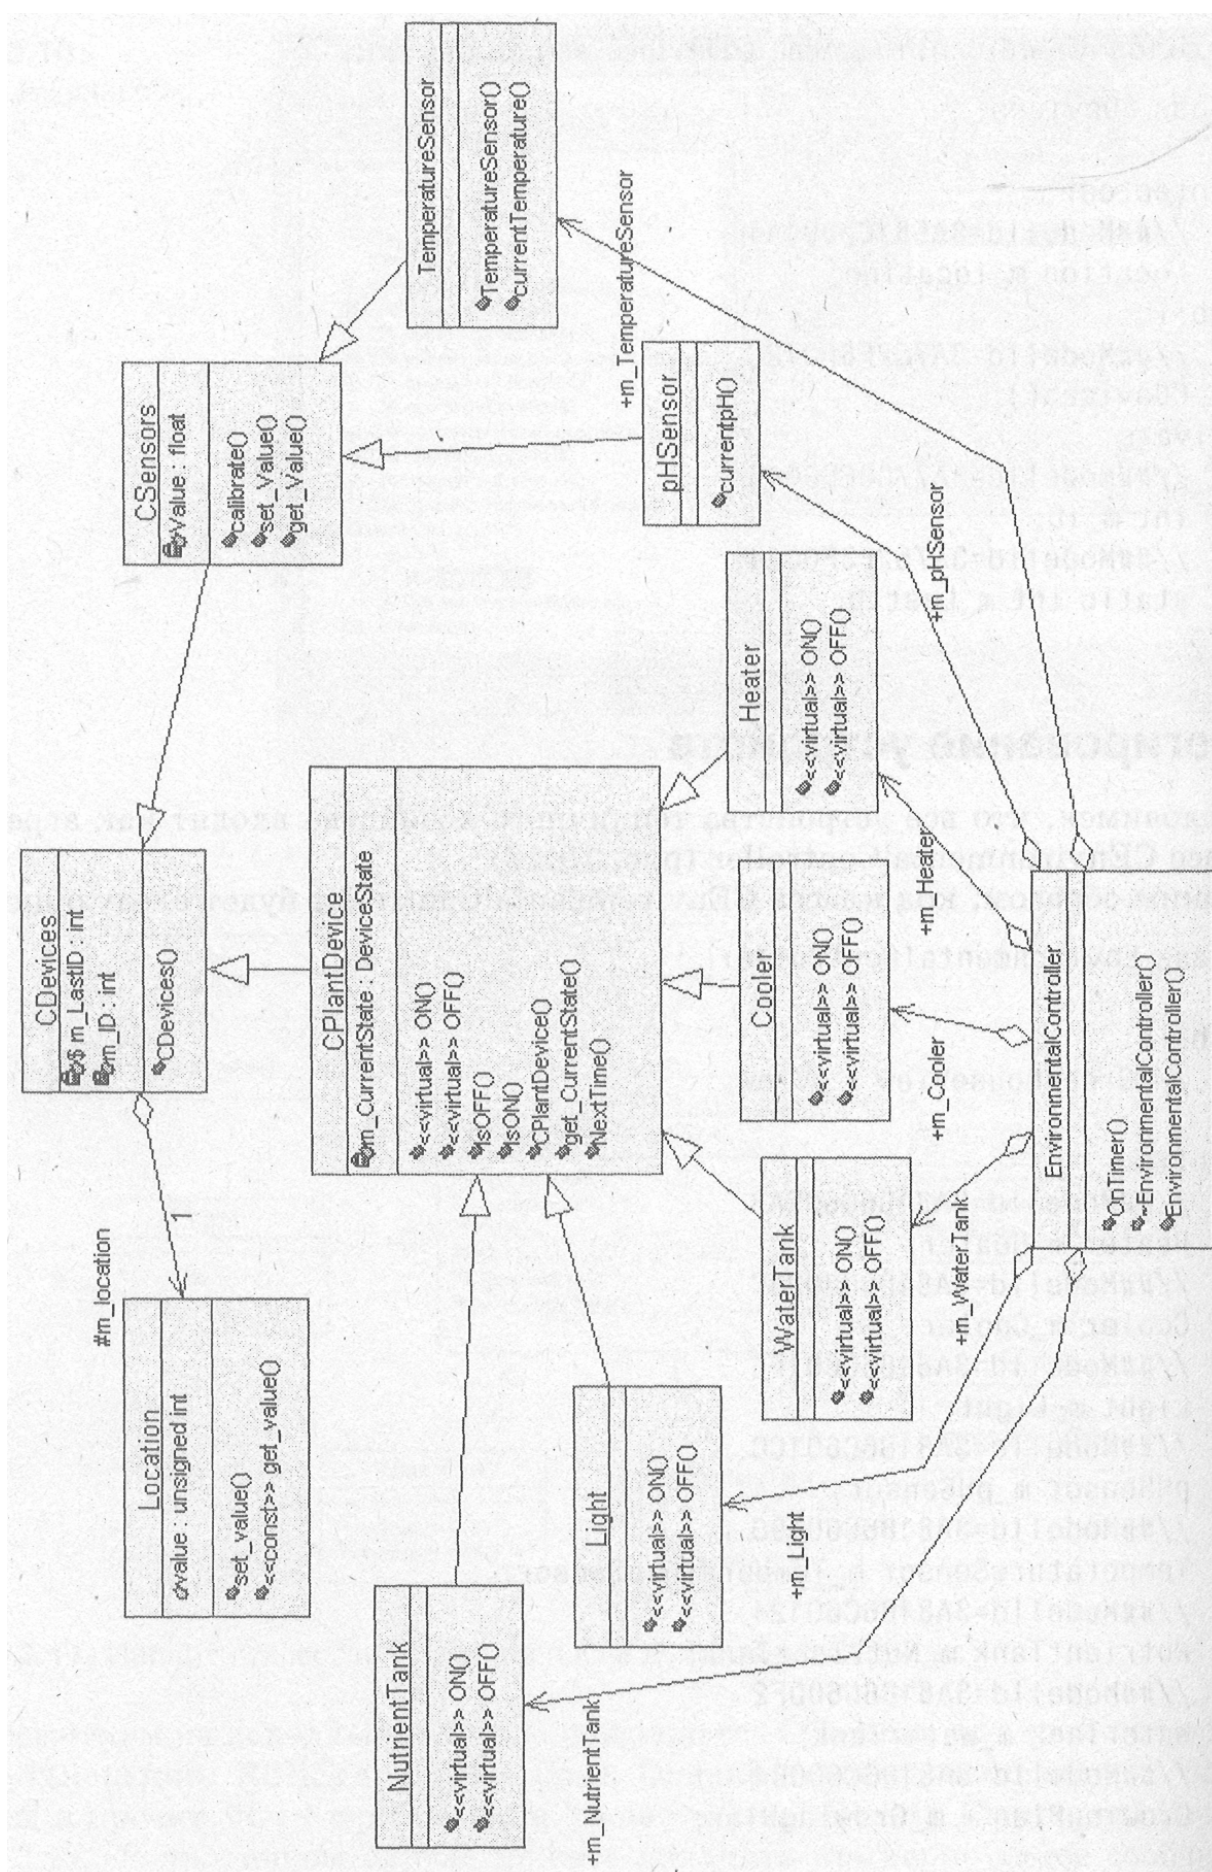 CDevices
$ m_LastID : int
m_ID : int
CDevices()
#m_location
1
Location
value : unsigned int
set_value()
<<const>> get_value()
CSensors
Value : float
calibrate()
set_Value()
get_Value()
CPlantDevice
m_CurrentState : DeviceState
<<virtual>> ON()
<<virtual>> OFF()
IsOFF()
IsON()
CPlantDevice()
get_CurrentState()
NextTime()
NutrientTank
<<virtual>> ON()
<<virtual>> OFF()
Light
<<virtual>> ON()
<<virtual>> OFF()
WaterTank
<<virtual>> ON()
<<virtual>> OFF()
Cooler
<<virtual>> ON()
<<virtual>> OFF()
Heater
<<virtual>> ON()
<<virtual>> OFF()
pHSensor
currentpH()
TemperatureSensor
TemperatureSensor()
currentTemperature()
+m_NutrientTank
+m_Light
+m_WaterTank
+m_Cooler
+m_Heater
+m_pHSensor
+m_TemperatureSensor
EnvironmentalController
OnTimer()
~EnvironmentalController()
EnvironmentalController()